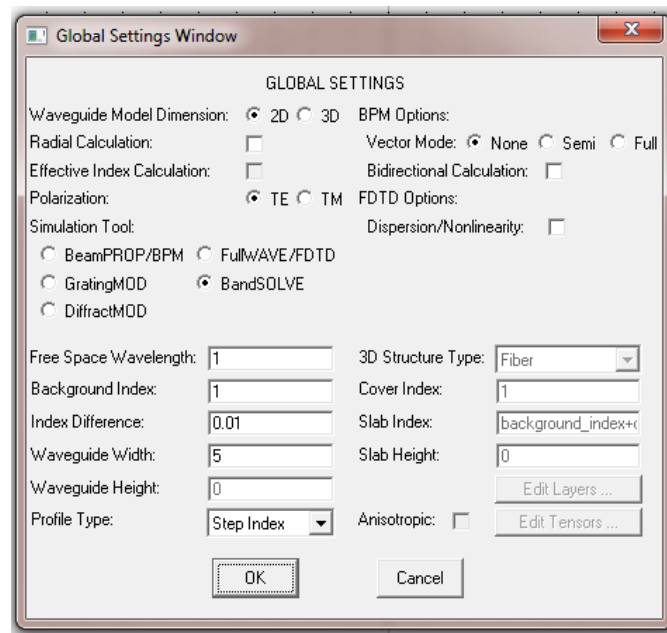 Global Settings Window
GLOBAL SETTINGS
Waveguide Model Dimension: 2D 3D BPM Options:
Radial Calculation: Vector Mode: None Semi Full
Effective Index Calculation: Bidirectional Calculation:
Polarization: TE TM FDTD Options:
Simulation Tool: Dispersion/Nonlinearity:
BeamPROP/BPM FullWAVE/FDTD
GratingMOD BandSOLVE
DiffractMOD
Free Space Wavelength: 1 3D Structure Type: Fiber
Background Index: 1 Cover Index: 1
Index Difference: 0.01 Slab Index: background_index+
Waveguide Width: 5 Slab Height: 0
Waveguide Height: 0 Edit Layers ...
Profile Type: Step Index Anisotropic: Edit Tensors ...
OK Cancel